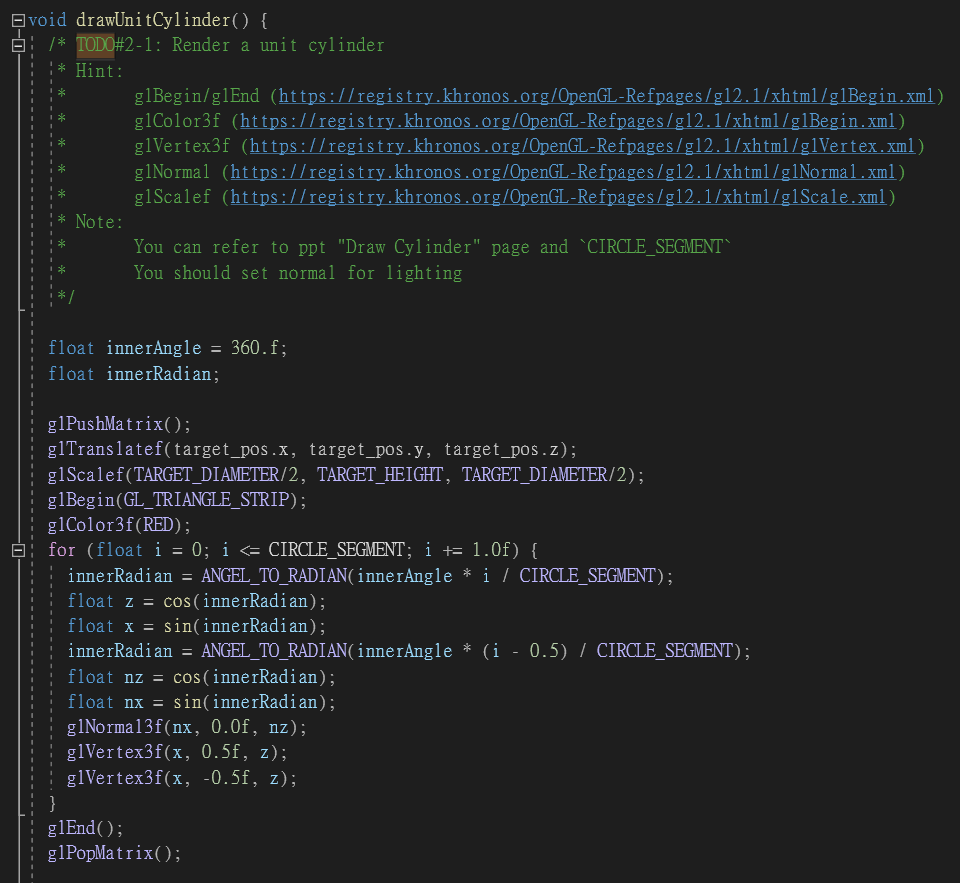 void drawUnitCylinder() {
/* TODO#2-1: Render a unit cylinder
* Hint:
* glBegin/glEnd (https://registry.khronos.org/OpenGL-Refpages/gl2.1/xhtml/glBegin.xml)
* glColor3f (https://registry.khronos.org/OpenGL-Refpages/gl2.1/xhtml/glBegin.xml)
* glVertex3f (https://registry.khronos.org/OpenGL-Refpages/gl2.1/xhtml/glVertex.xml)
* glNormal (https://registry.khronos.org/OpenGL-Refpages/gl2.1/xhtml/glNormal.xml)
* glScalef (https://registry.khronos.org/OpenGL-Refpages/gl2.1/xhtml/glScale.xml)
* Note:
* You can refer to ppt "Draw Cylinder" page and `CIRCLE_SEGMENT`
* You should set normal for lighting
*/
float innerAngle = 360.f;
float innerRadian;
glPushMatrix();
glTranslatef(target_pos.x, target_pos.y, target_pos.z);
glScalef(TARGET_DIAMETER/2, TARGET_HEIGHT, TARGET_DIAMETER/2);
glBegin(GL_TRIANGLE_STRIP);
glColor3f(RED);
for (float i = 0; i <= CIRCLE_SEGMENT; i += 1.0f) {
innerRadian = ANGEL_TO_RADIAN(innerAngle * i / CIRCLE_SEGMENT);
float z = cos(innerRadian);
float x = sin(innerRadian);
innerRadian = ANGEL_TO_RADIAN(innerAngle * (i - 0.5) / CIRCLE_SEGMENT);
float nz = cos(innerRadian);
float nx = sin(innerRadian);
glNormal3f(nx, 0.0f, nz);
glVertex3f(x, 0.5f, z);
glVertex3f(x, -0.5f, z);
}
glEnd();
glPopMatrix();